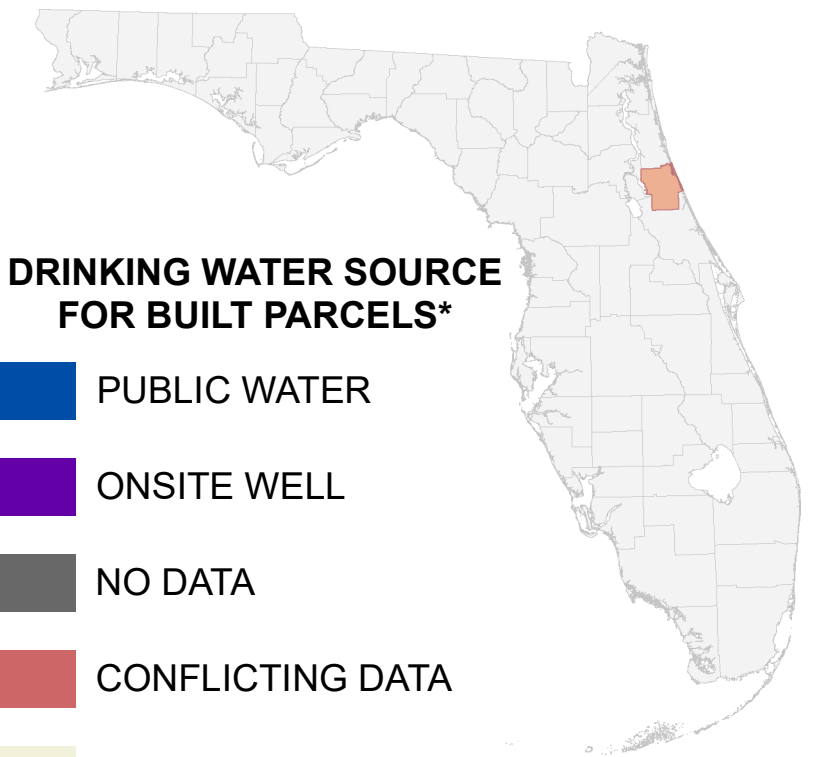 DRINKING WATER SOURCE
FOR BUILT PARCELS*
PUBLIC WATER
ONSITE WELL
NO DATA
CONFLICTING DATA